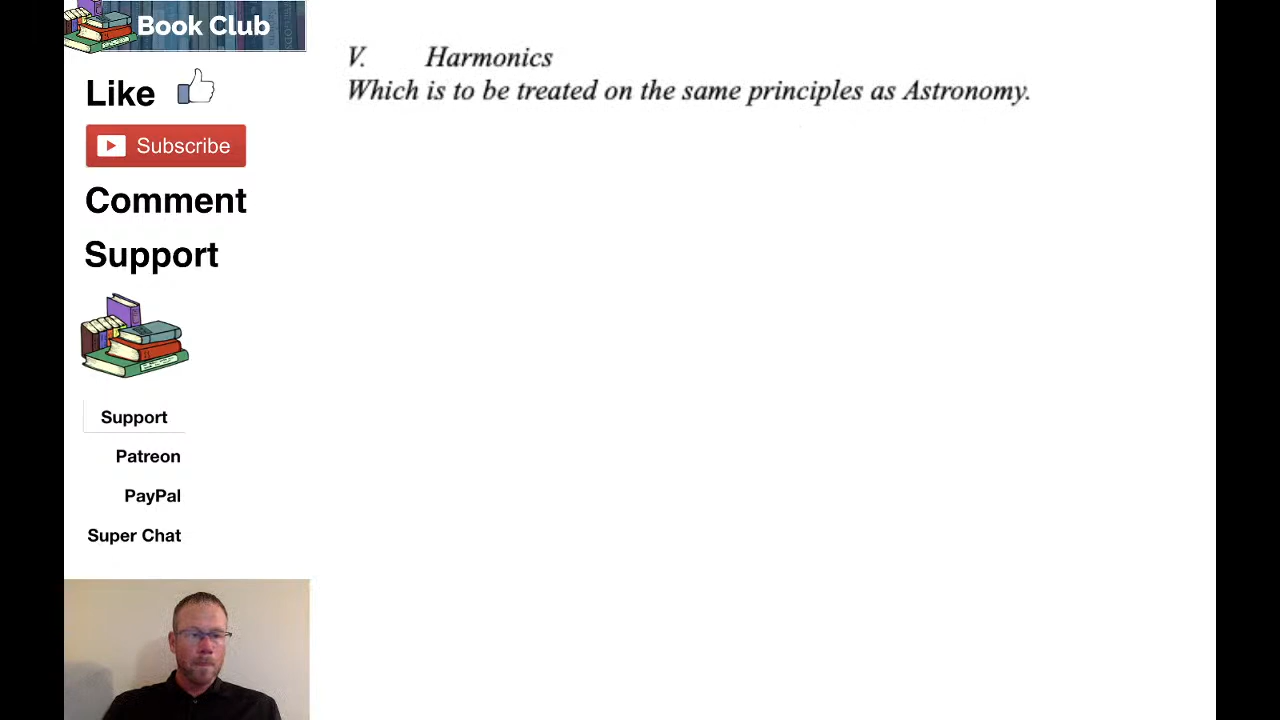 Book Club
Like
Subscribe
Comment
Support
Support
Patreon
PayPal
Super Chat
V. Harmonics
Which is to be treated on the same principles as Astronomy.